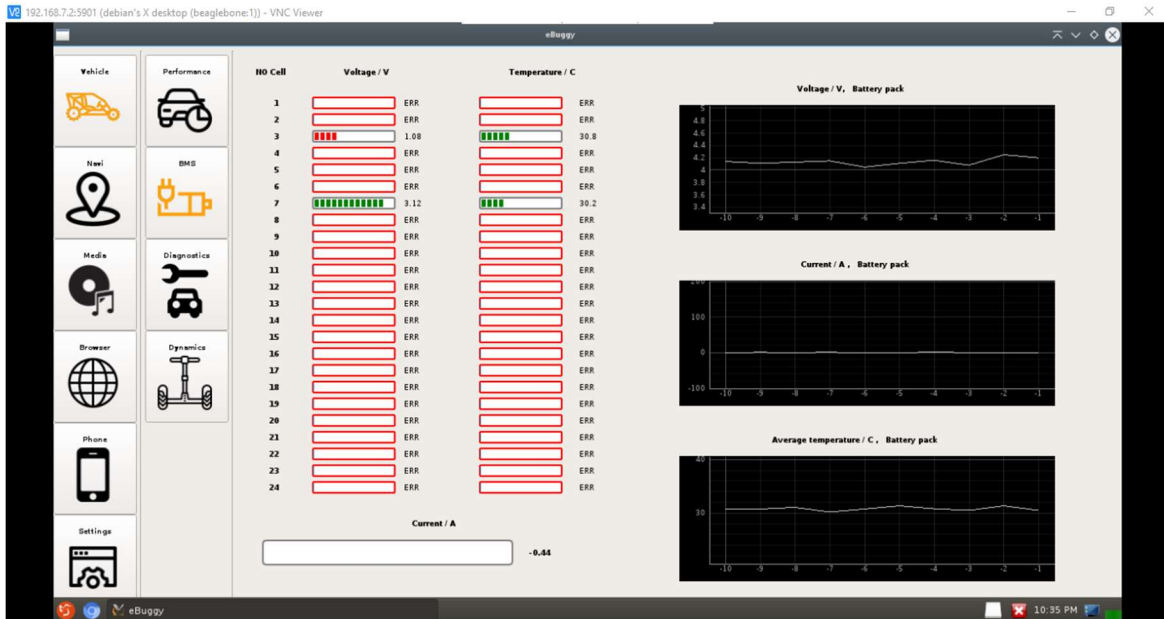 192.168.7.2:5901 (debian's X desktop (beaglebone:1)) - VNC Viewer
eBuggy
Vehicle
Navi
Media
Browser
Phone
Settings
Performance
BMS
Diagnostics
Dynamics
NO Cell Voltage / V Temperature / C
1 ERR ERR
2 ERR ERR
3 1.08 30.8
4 ERR ERR
5 ERR ERR
6 ERR ERR
7 3.12 30.2
8 ERR ERR
9 ERR ERR
10 ERR ERR
11 ERR ERR
12 ERR ERR
13 ERR ERR
14 ERR ERR
15 ERR ERR
16 ERR ERR
17 ERR ERR
18 ERR ERR
19 ERR ERR
20 ERR ERR
21 ERR ERR
22 ERR ERR
23 ERR ERR
24 ERR ERR
Current / A
-0.44
Voltage / V, Battery pack
5
4.8
4.6
4.4
4.2
4
3.8
3.6
3.4
-10 -9 -8 -7 -6 -5 -4 -3 -2 -1
Current / A , Battery pack
200
100
0
-100
-10 -9 -8 -7 -6 -5 -4 -3 -2 -1
Average temperature / C , Battery pack
40
30
-10 -9 -8 -7 -6 -5 -4 -3 -2 -1
eBuggy
10:35 PM